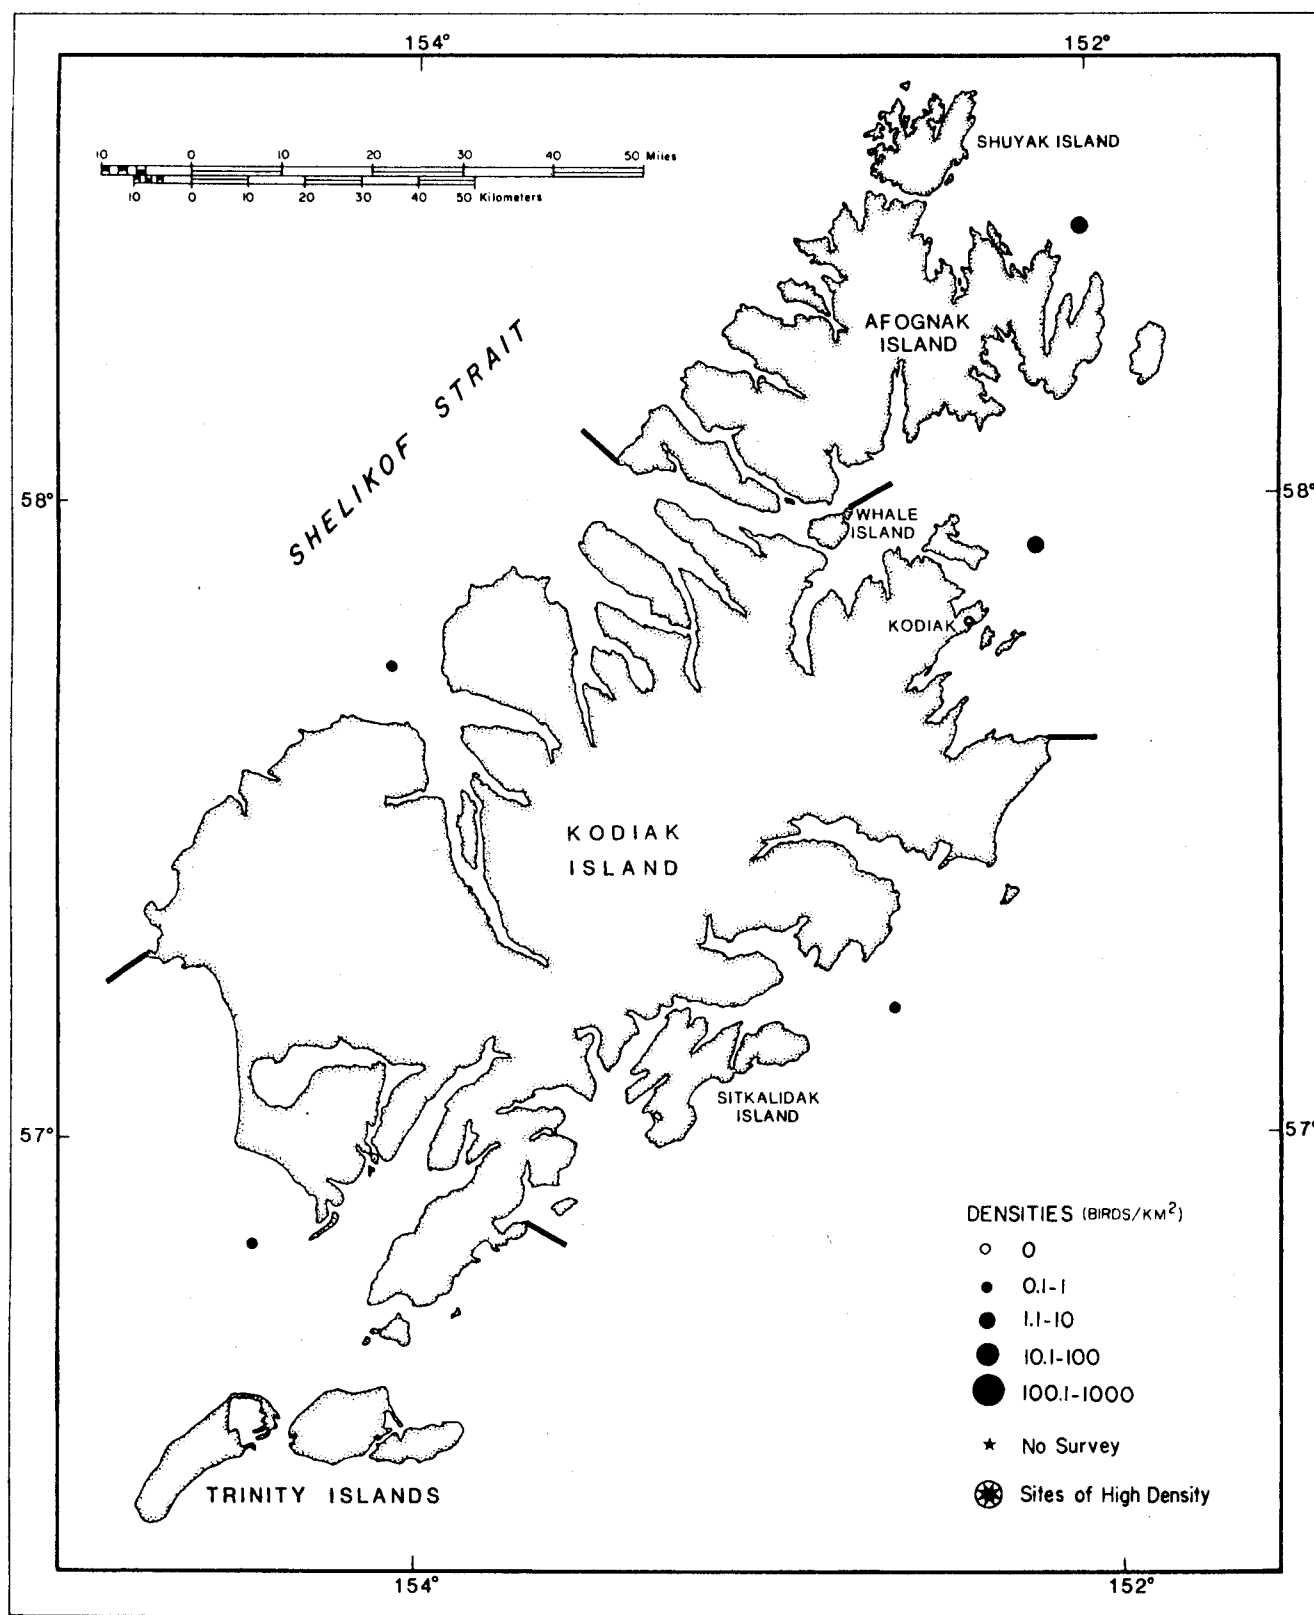 154° 152°
SHUYAK ISLAND
10 0 10 20 30 40 50 Miles
10 0 10 20 30 40 50 Kilometers
AFOGNAK
ISLAND
SHELIKOF STRAIT
58° 58°
WHALE
ISLAND
KODIAK
KODIAK
ISLAND
SITKALIDAK
ISLAND
57° 57°
DENSITIES (BIRDS/KM²)
0
0.1-1
1.1-10
10.1-100
100.1-1000
No Survey
Sites of High Density
TRINITY ISLANDS
154° 152°